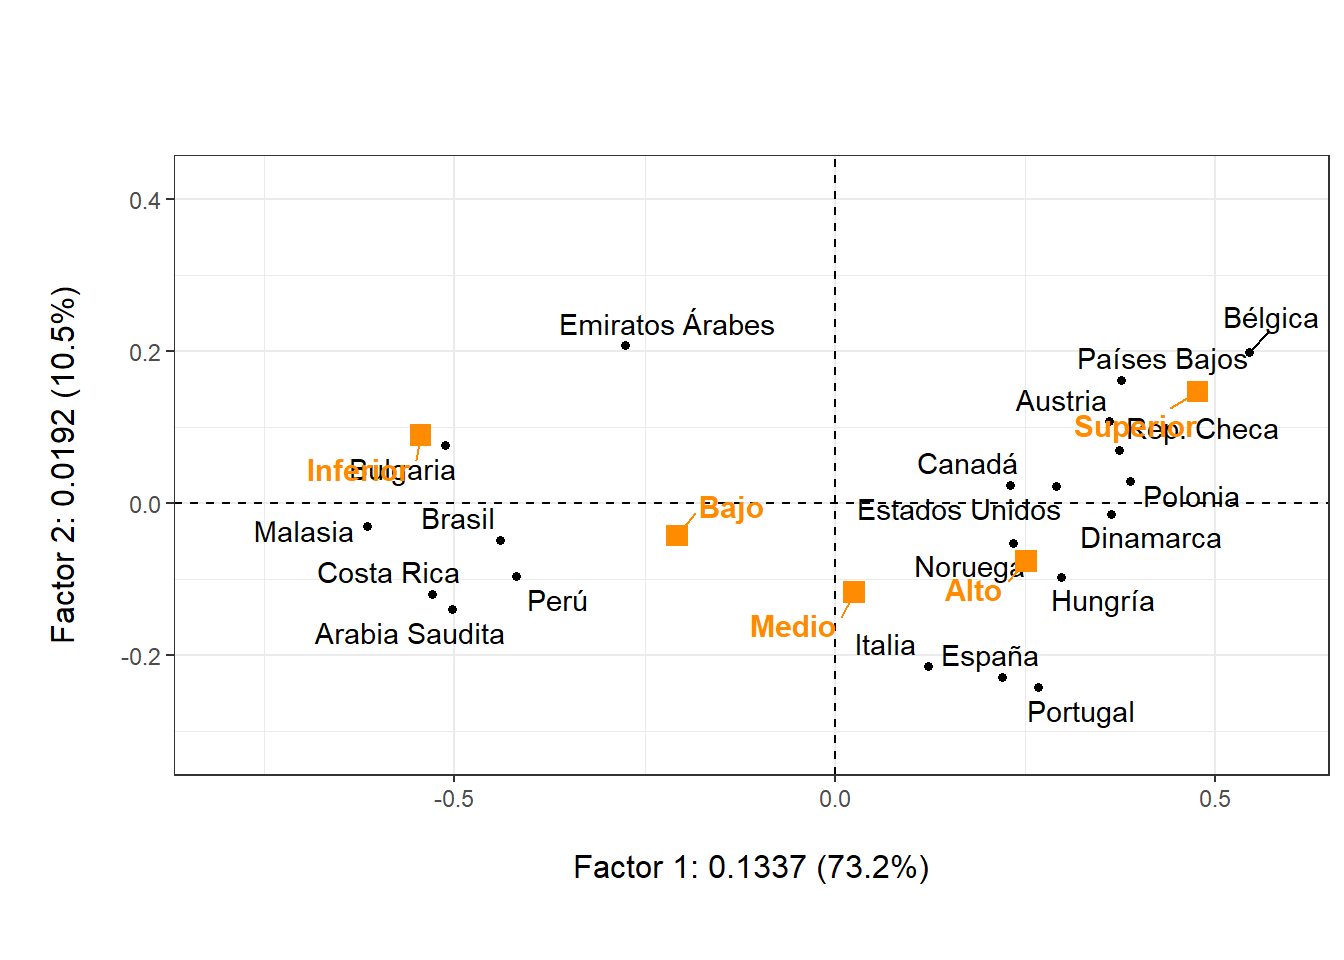 0.4
Bélgica
Emiratos Árabes
Países Bajos
0.2
Austria
Superior
Rep. Checa
Canadá
Inferior
Bulgaria
Polonia
0.0
Bajo
Estados Unidos
Brasil
Malasia
Dinamarca
Noruega
Costa Rica
Alto
Perú
Hungría
Medio
Arabia Saudita
Italia
España
-0.2
Portugal
-0.5
0.0
0.5
Factor 1: 0.1337 (73.2%)
Factor 2: 0.0192 (10.5%)